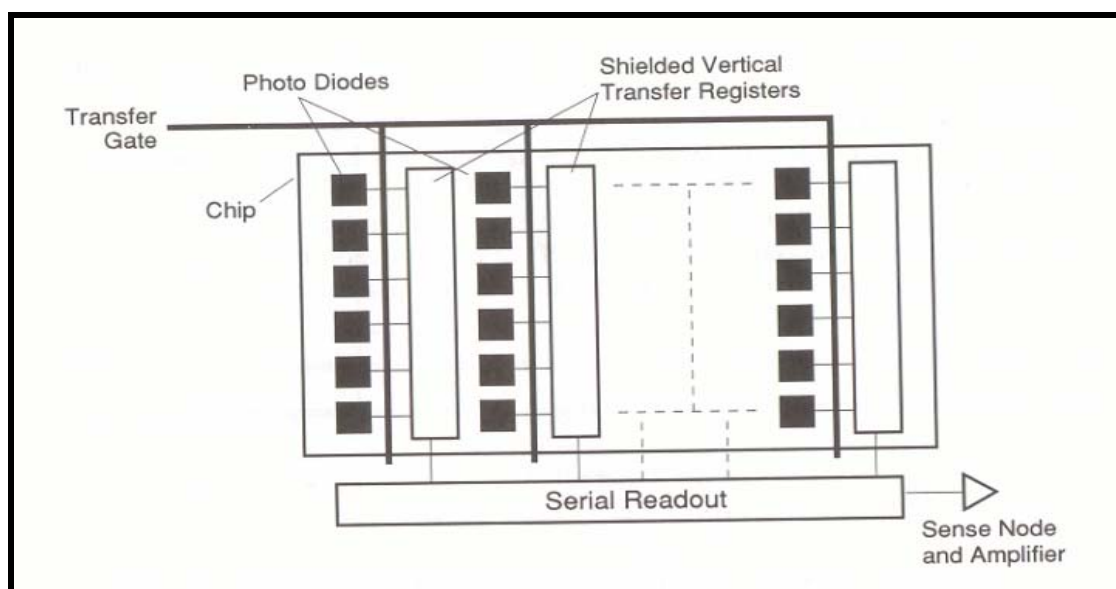 Photo Diodes
Shielded Vertical
Transfer Registers
Transfer
Gate
Chip
Serial Readout
Sense Node
and Amplifier